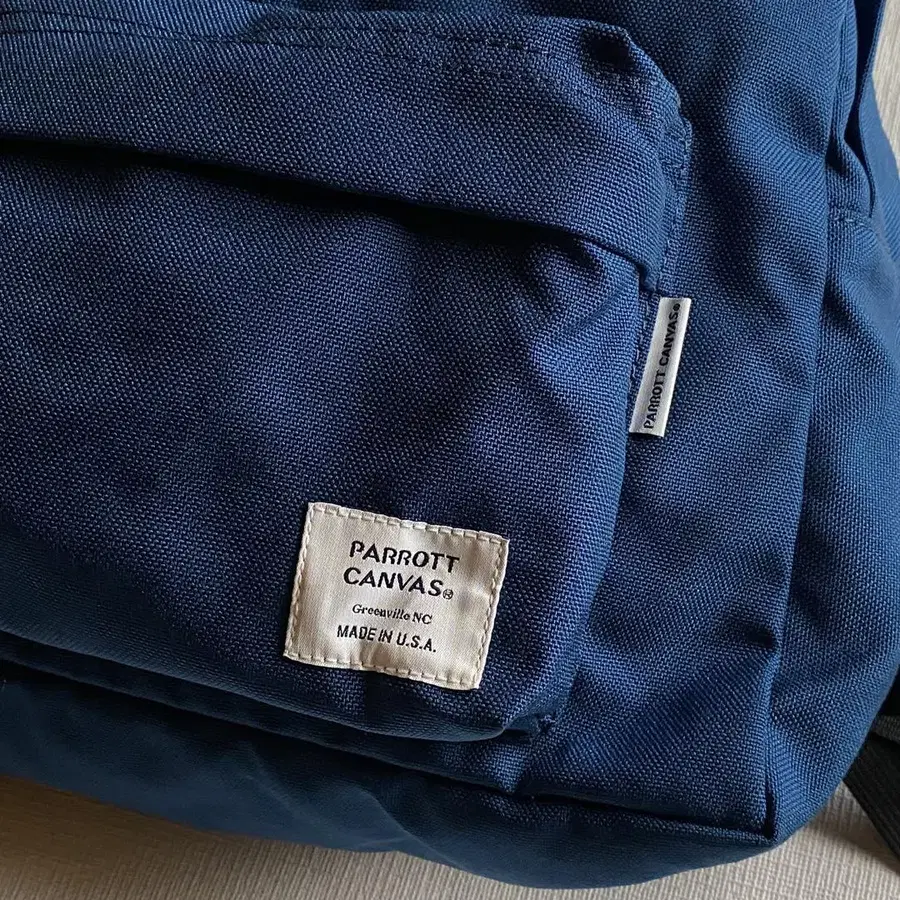 PARROTT CANVAS®
PARROTT
CANVAS®
Greenville NC
MADE IN U.S.A.